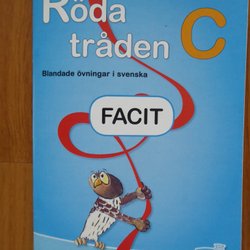 Röda
tråden C
Blandade övningar i svenska
FACIT